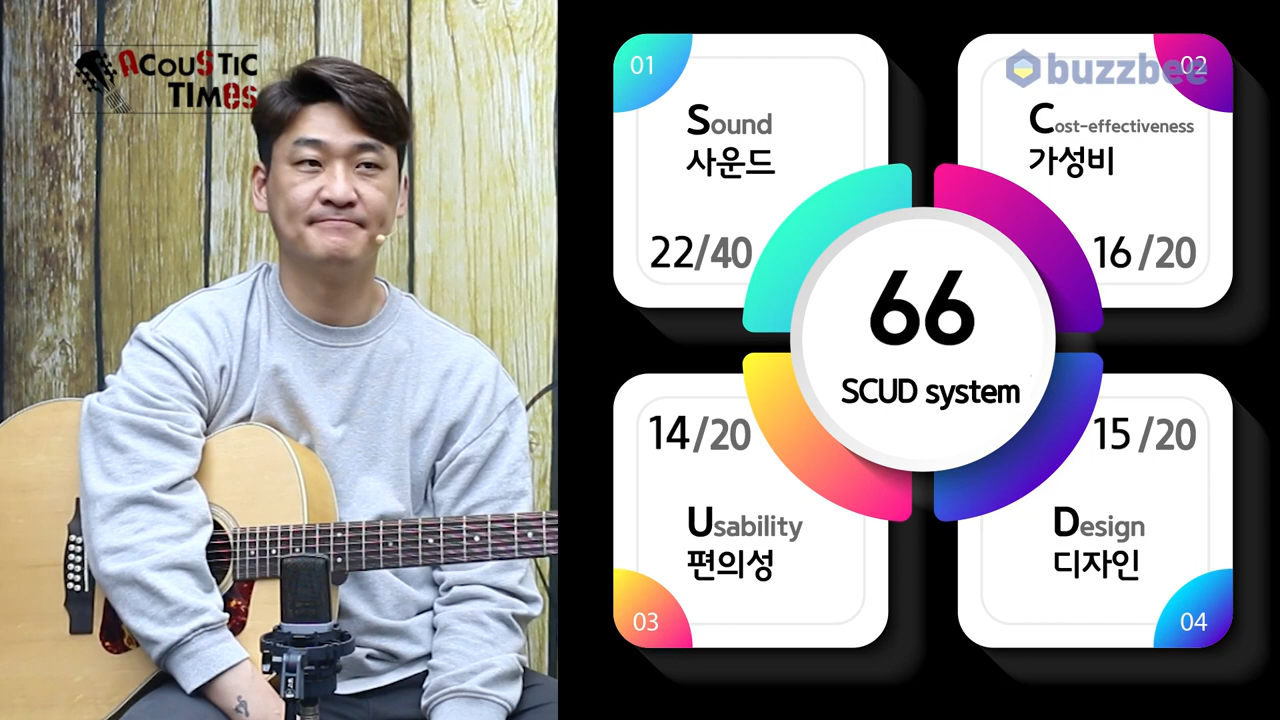 ACOUSTIC
TIMES
01
Sound
사운드
22/40
buzzbee
02
Cost-effectiveness
가성비
16/20
66
SCUD system
14/20
Usability
편의성
03
15/20
Design
디자인
04